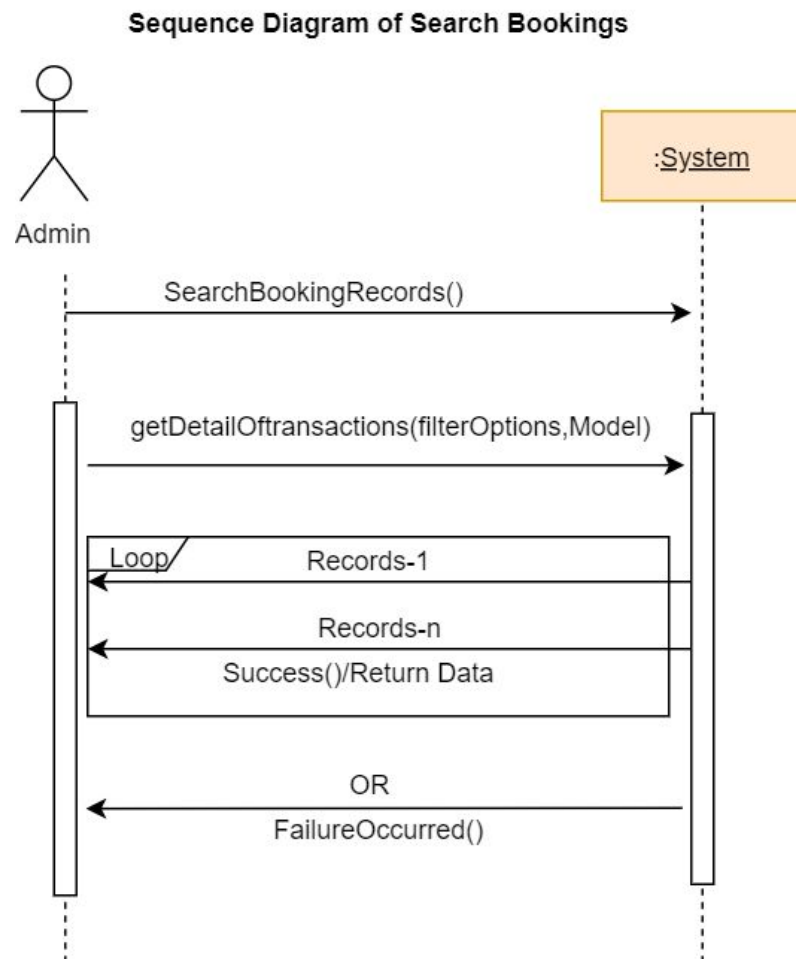 Sequence Diagram of Search Bookings
:System
Admin
SearchBookingRecords()
getDetailOftransactions(filterOptions,Model)
Loop
Records-1
Records-n
Success()/Return Data
OR
FailureOccurred()